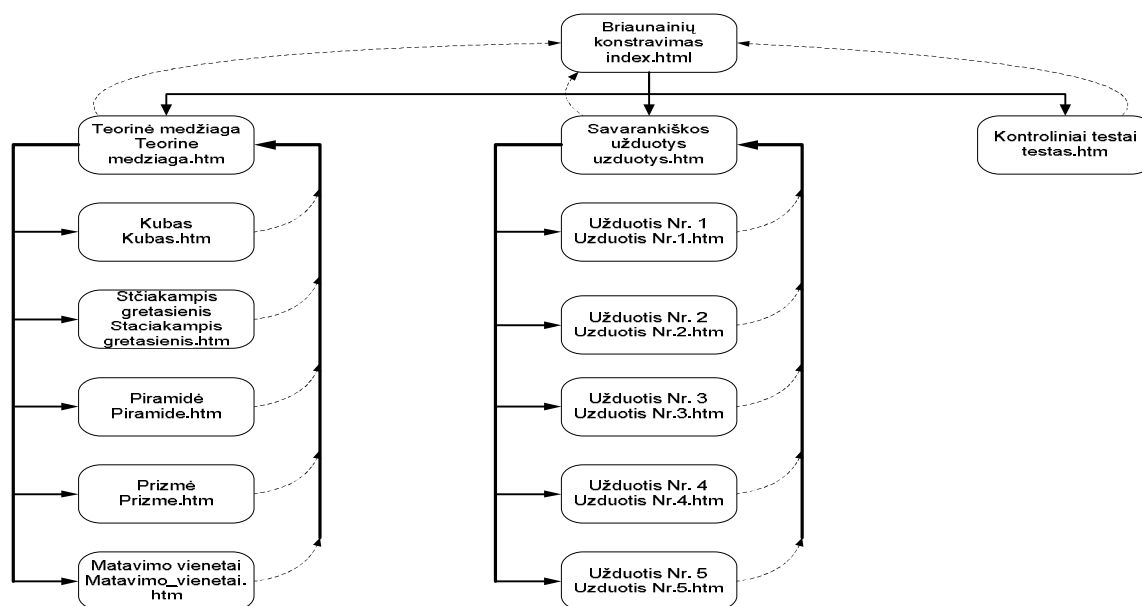 Briaunainių
konstravimas
index.html
Teorinė medžiaga
Teorine
medziaga.htm
Savarankiškos
užduotys
uzduotys.htm
Kontroliniai testai
testas.htm
Kubas
Kubas.htm
Stčiakampis
gretasienis
Staciakampis
gretasienis.htm
Piramidė
Piramide.htm
Prizmė
Prizme.htm
Matavimo vienetai
Matavimo_vienetai.
htm
Užduotis Nr. 1
Uzduotis Nr.1.htm
Užduotis Nr. 2
Uzduotis Nr.2.htm
Užduotis Nr. 3
Uzduotis Nr.3.htm
Užduotis Nr. 4
Uzduotis Nr.4.htm
Užduotis Nr. 5
Uzduotis Nr.5.htm